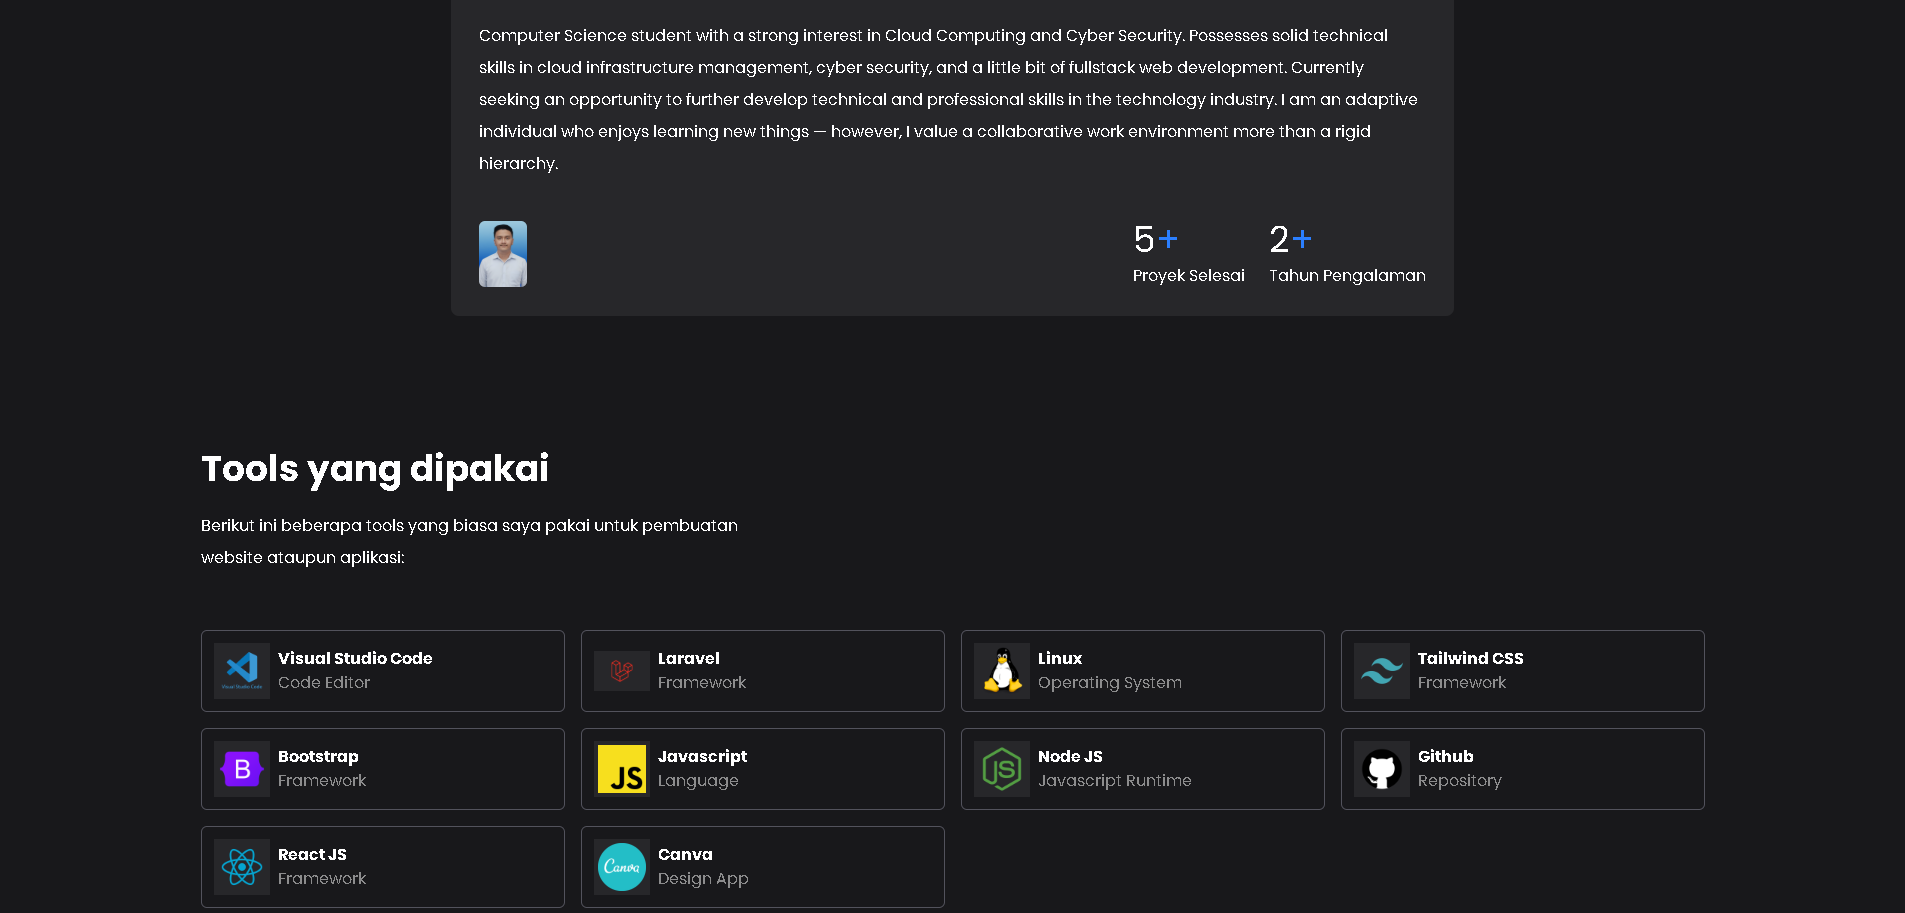 Computer Science student with a strong interest in Cloud Computing and Cyber Security. Possesses solid technical
skills in cloud infrastructure management, cyber security, and a little bit of fullstack web development. Currently
seeking an opportunity to further develop technical and professional skills in the technology industry. I am an adaptive
individual who enjoys learning new things — however, I value a collaborative work environment more than a rigid
hierarchy.
5+
Proyek Selesai
2+
Tahun Pengalaman
Tools yang dipakai
Berikut ini beberapa tools yang biasa saya pakai untuk pembuatan
website ataupun aplikasi:
Visual Studio Code
Visual Studio Code
Code Editor
Laravel
Framework
Linux
Operating System
Tailwind CSS
Framework
B
Bootstrap
Framework
JS
Javascript
Language
JS
Node JS
Javascript Runtime
Github
Repository
React JS
Framework
Canva
Canva
Design App